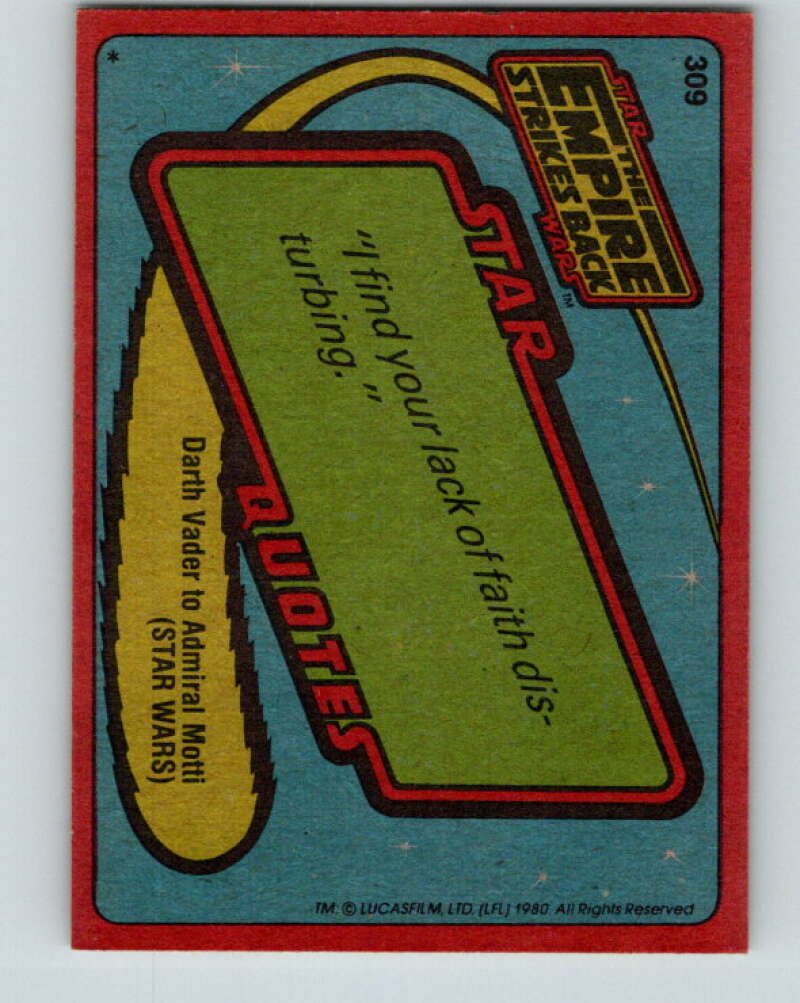 309
STAR
THE
EMPIRE
STRIKES BACK
WARS™
STAR
"I find your lack of faith dis-
turbing."
QUOTES
Darth Vader to Admiral Motti
(STAR WARS)
*
TM: © LUCASFILM, LTD. (LFL) 1980. All Rights Reserved